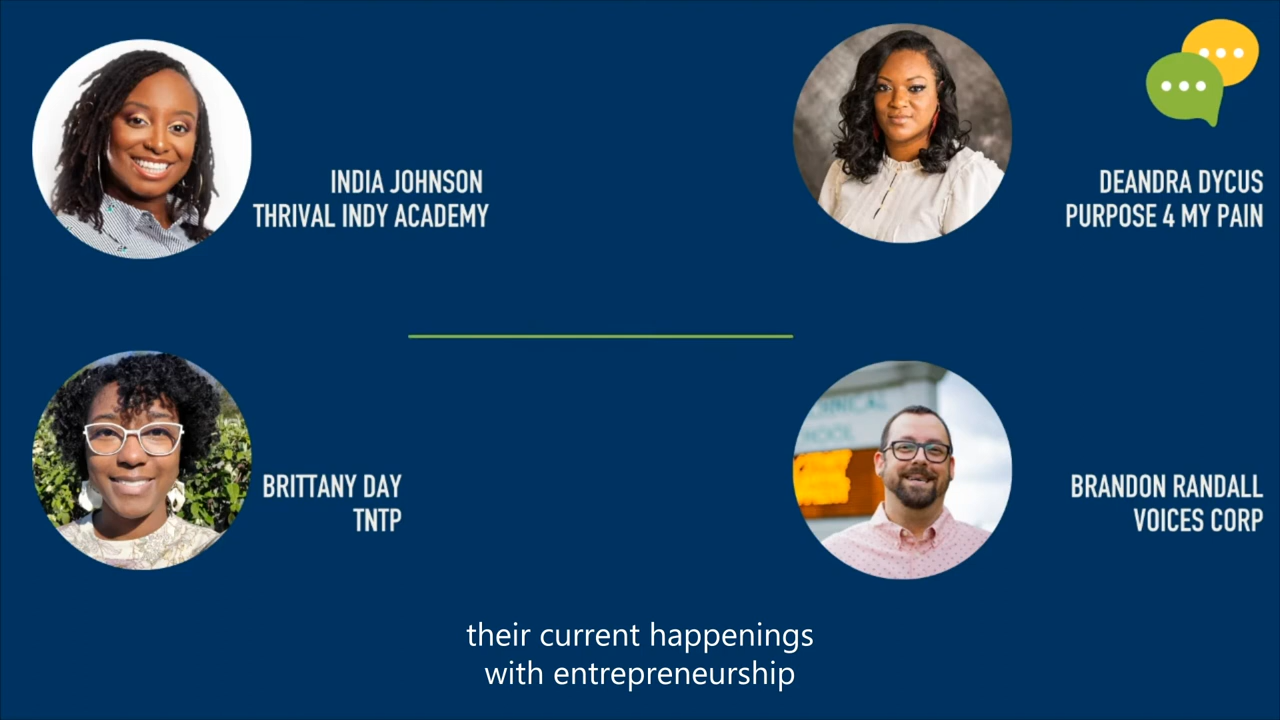 INDIA JOHNSON
THRIVAL INDY ACADEMY
DEANDRA DYCUS
PURPOSE 4 MY PAIN
BRITTANY DAY
TNTP
BRANDON RANDALL
VOICES CORP
their current happenings
with entrepreneurship